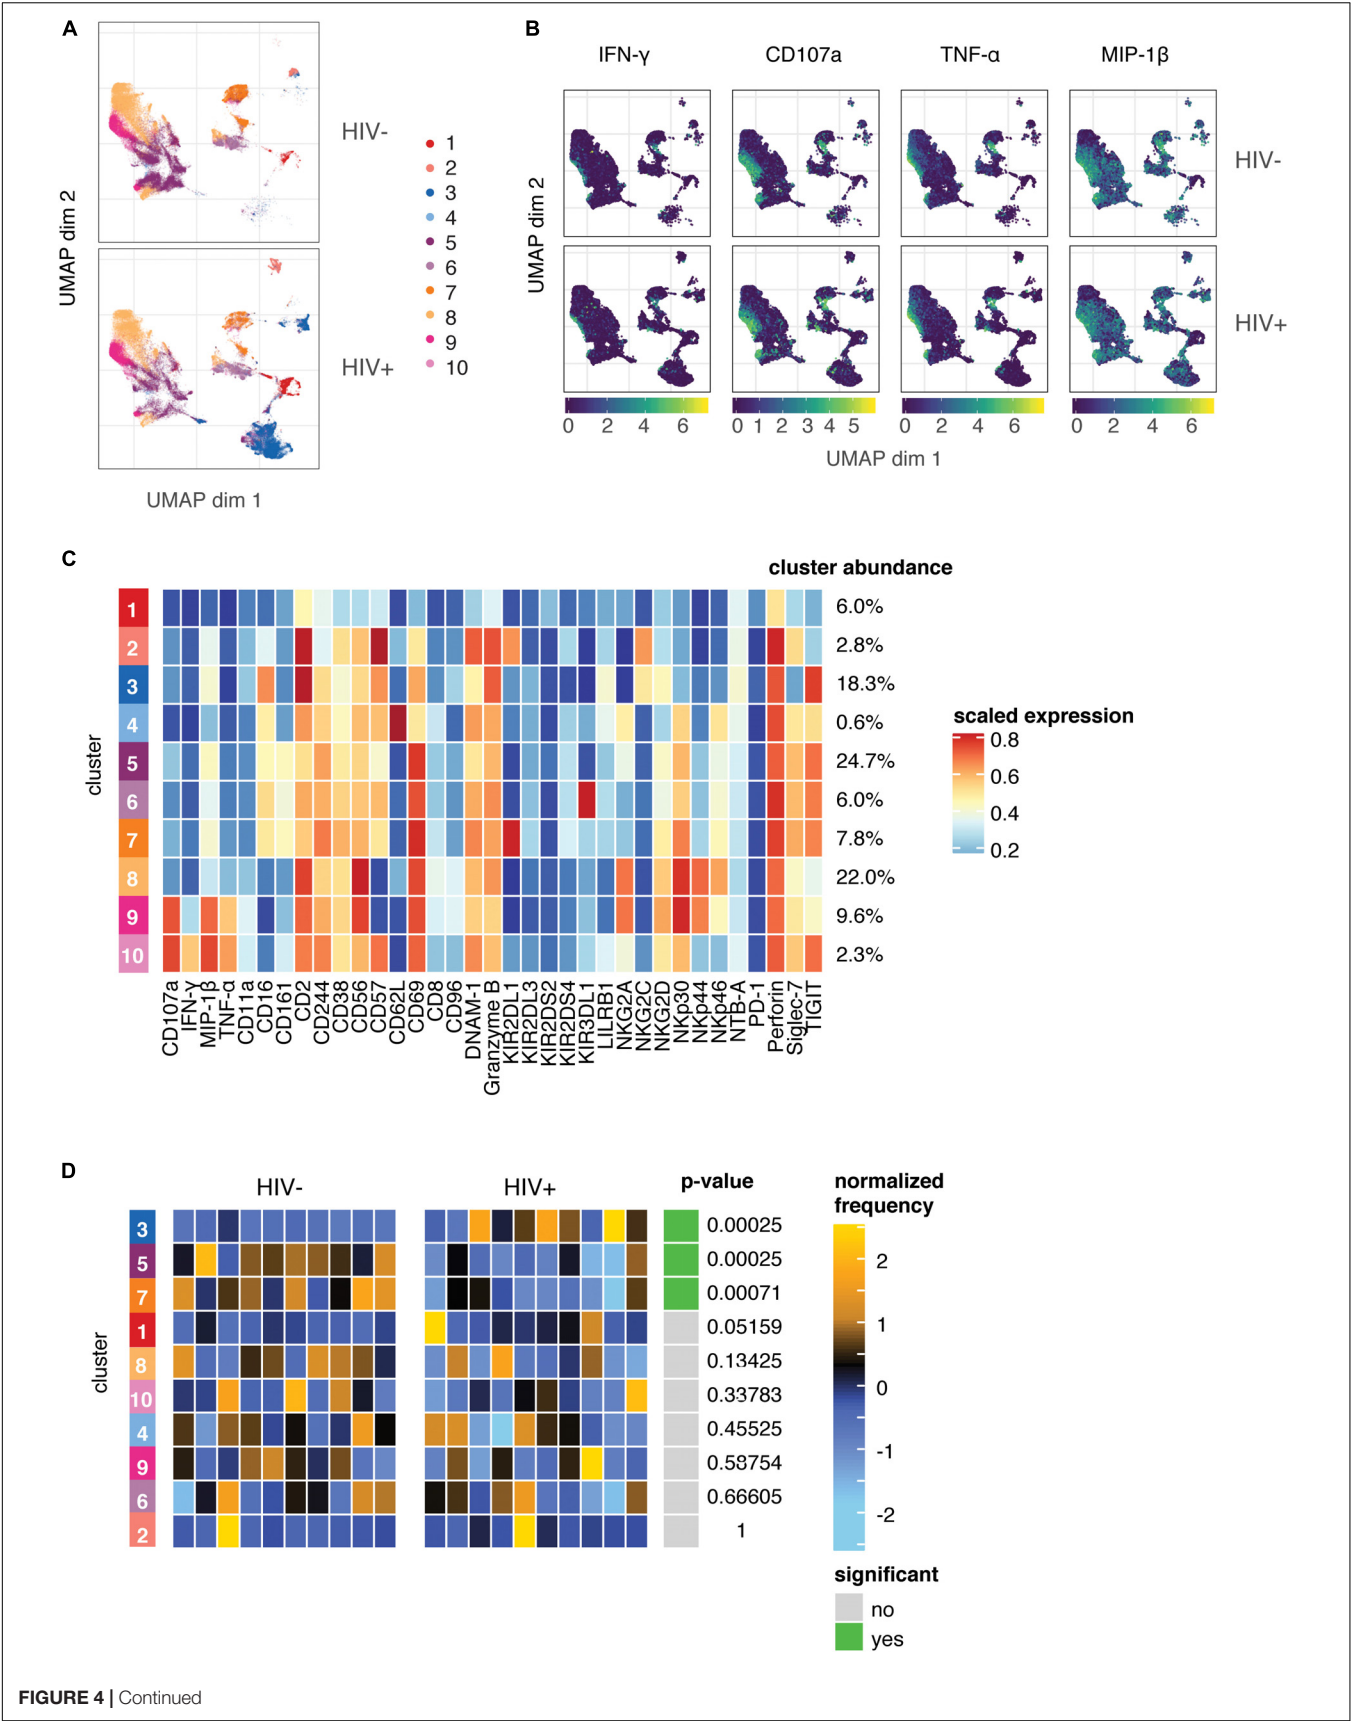 A
HIV-
HIV+
UMAP dim 2
UMAP dim 1
1
2
3
4
5
6
7
8
9
10
B
IFN-γ CD107a TNF-α MIP-1β
HIV-
HIV+
UMAP dim 2
0 2 4 6 0 1 2 3 4 5 0 2 4 6 0 2 4 6
UMAP dim 1
C
cluster abundance
cluster
1 6.0%
2 2.8%
3 18.3%
4 0.6%
5 24.7%
6 6.0%
7 7.8%
8 22.0%
9 9.6%
10 2.3%
CD107a IFN-γ MIP-1β TNF-α CD11a CD16 CD161 CD2 CD244 CD38 CD56 CD57 CD62L CD69 CD8 CD96 DNAM-1 Granzyme B KIR2DL1 KIR2DL3 KIR2DS2 KIR2DS4 KIR3DL1 LILRB1 NKG2A NKG2C NKG2D NKp30 NKp44 NKp46 NTB-A PD-1 Perforin Siglec-7 TIGIT
scaled expression
0.8
0.6
0.4
0.2
D
HIV- HIV+ p-value
cluster
3 0.00025
5 0.00025
7 0.00071
1 0.05159
8 0.13425
10 0.33783
4 0.45525
9 0.58754
6 0.66605
2 1
normalized
frequency
2
1
0
-1
-2
significant
no
yes
FIGURE 4 | Continued